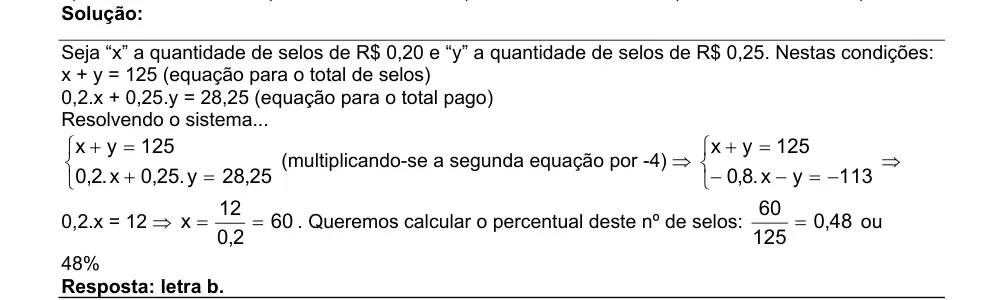 Solução:
Seja “x” a quantidade de selos de R$ 0,20 e “y” a quantidade de selos de R$ 0,25. Nestas condições:
x + y = 125 (equação para o total de selos)
0,2.x + 0,25.y = 28,25 (equação para o total pago)
Resolvendo o sistema...
{x + y = 125
0,2. x + 0,25. y = 28,25 (multiplicando-se a segunda equação por -4) ⇒ {x + y = 125
− 0,8. x − y = −113 ⇒
0,2.x = 12 ⇒ x = 12/0,2 = 60 . Queremos calcular o percentual deste nº de selos: 60/125 = 0,48 ou
48%
Resposta: letra b.